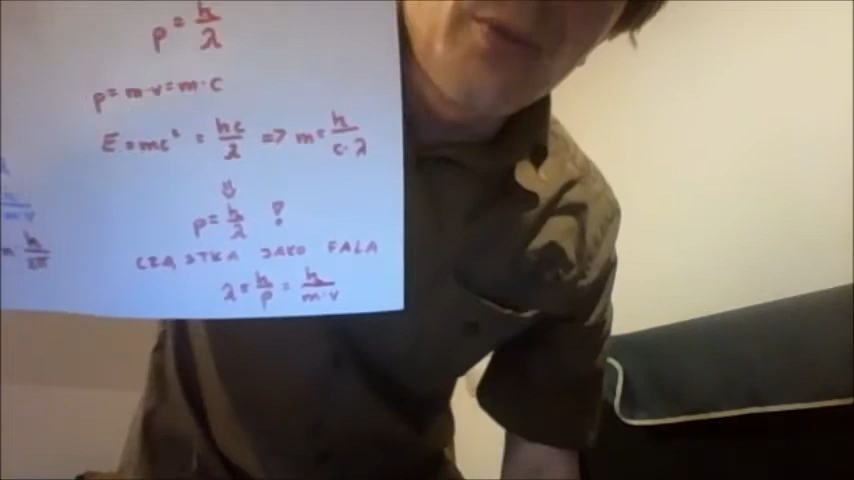 p = h/λ
p = m·v = m·c
E = mc² = hc/λ => m = h/c·λ
⇓
p = h/λ !
CZĄSTKA JAKO FALA
λ = h/p = h/m·v